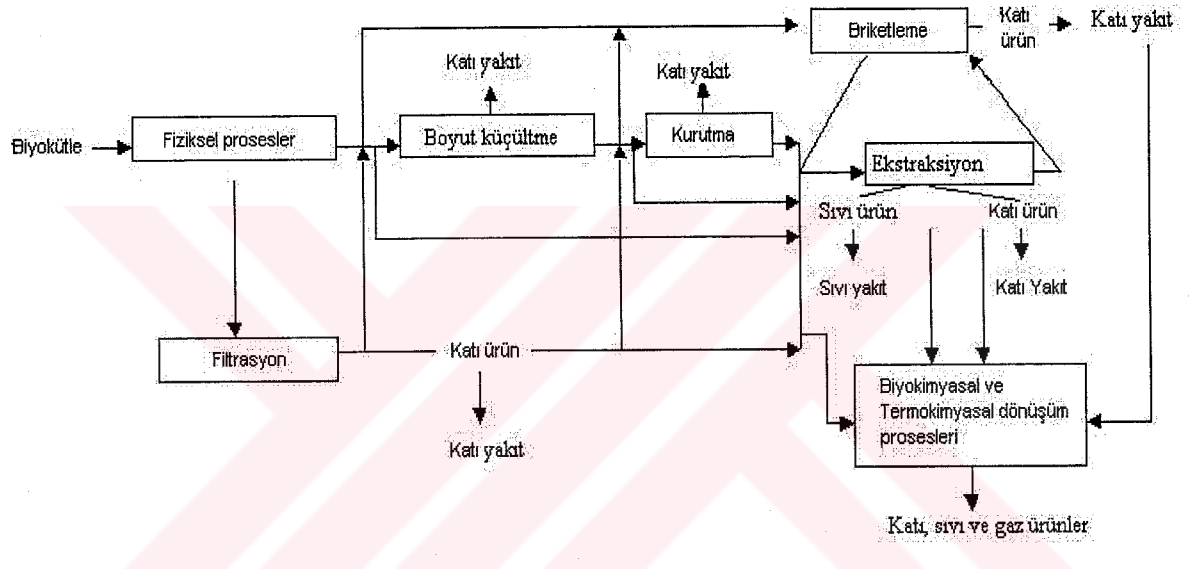 Briketleme
Katı
ürün
Katı yakıt
Katı yakıt
Katı yakıt
Biyokütle
Fiziksel prosesler
Boyut küçültme
Kurutma
Ekstraksiyon
Sıvı ürün
Katı ürün
Sıvı yakıt
Katı Yakıt
Filtrasyon
Katı ürün
Katı yakıt
Biyokimyasal ve
Termokimyasal dönüşüm
prosesleri
Katı, sıvı ve gaz ürünler